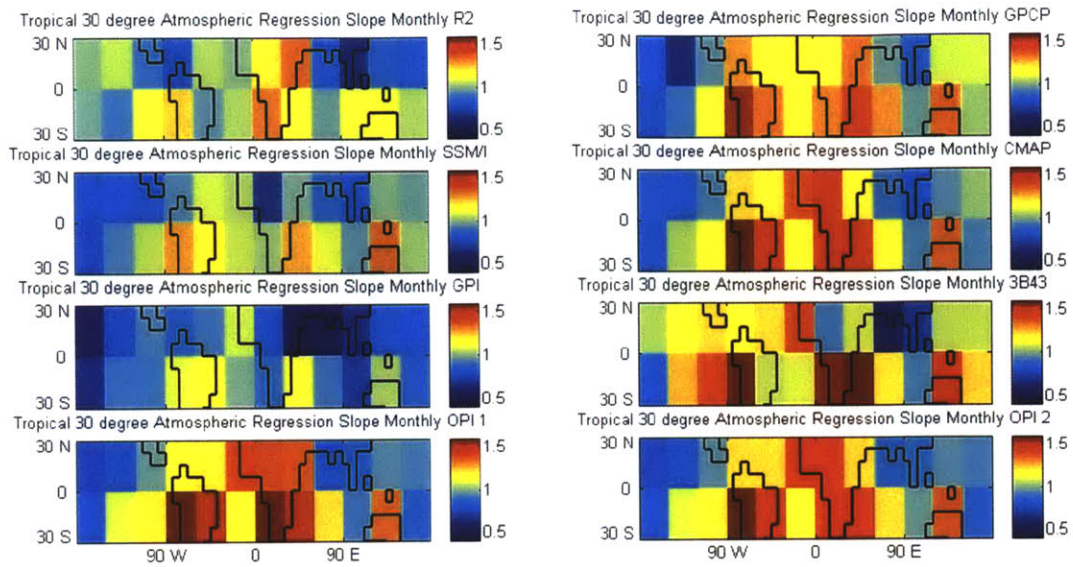 Tropical 30 degree Atmospheric Regression Slope Monthly R2
30 N
0
30 S
1.5
1
0.5
Tropical 30 degree Atmospheric Regression Slope Monthly SSM/I
30 N
0
30 S
1.5
1
0.5
Tropical 30 degree Atmospheric Regression Slope Monthly GPI
30 N
0
30 S
1.5
1
0.5
Tropical 30 degree Atmospheric Regression Slope Monthly OPI 1
30 N
0
30 S
1.5
1
0.5
90 W 0 90 E
Tropical 30 degree Atmospheric Regression Slope Monthly GPCP
30 N
0
30 S
1.5
1
0.5
Tropical 30 degree Atmospheric Regression Slope Monthly CMAP
30 N
0
30 S
1.5
1
0.5
Tropical 30 degree Atmospheric Regression Slope Monthly 3B43
30 N
0
30 S
1.5
1
0.5
Tropical 30 degree Atmospheric Regression Slope Monthly OPI 2
30 N
0
30 S
1.5
1
0.5
90 W 0 90 E